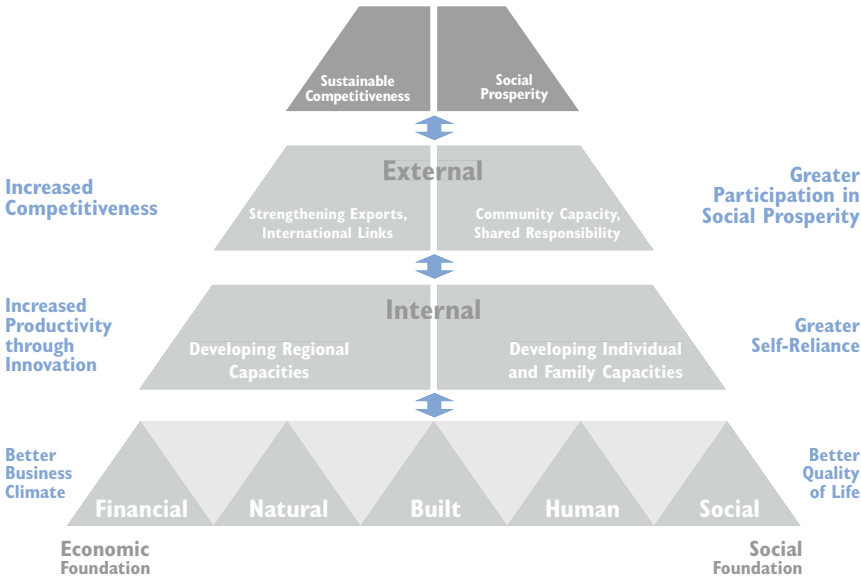 Sustainable
Competitiveness
Social
Prosperity
External
Increased
Competitiveness
Strengthening Exports,
International Links
Community Capacity,
Shared Responsibility
Greater
Participation in
Social Prosperity
Internal
Increased
Productivity
through
Innovation
Developing Regional
Capacities
Developing Individual
and Family Capacities
Greater
Self-Reliance
Better
Business
Climate
Financial
Natural
Built
Human
Social
Better
Quality
of Life
Economic
Foundation
Social
Foundation